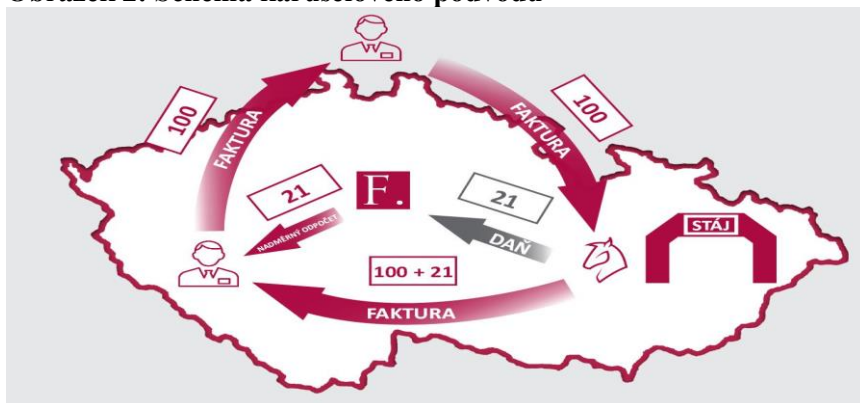 Obrázek 2: Schéma karuselového podvodu
100
FAKTURA
100
FAKTURA
21
F.
21
NADMĚRNÝ ODPOČET
DAŇ
STÁJ
100 + 21
FAKTURA